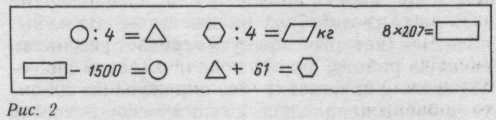 ○ : 4 = △ ⬡ : 4 = ▱ кг 8×207= ▭
▭ - 1500 = ○ △ + 61 = ⬡
Рис. 2